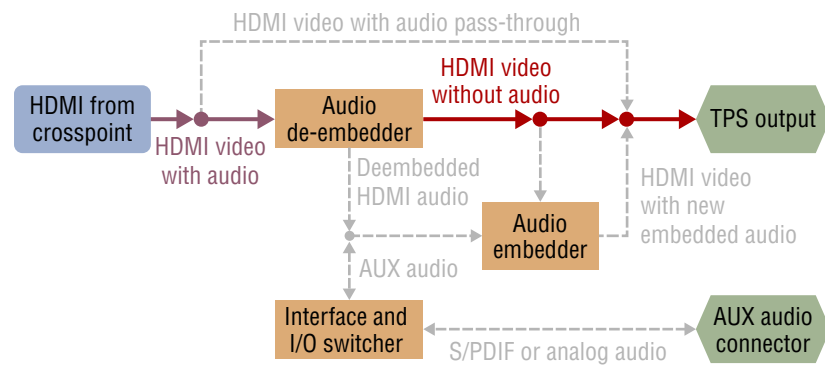 HDMI video with audio pass-through
HDMI from
crosspoint
HDMI video
with audio
Audio
de-embedder
HDMI video
without audio
TPS output
Deembedded
HDMI audio
Audio
embedder
HDMI video
with new
embedded audio
AUX audio
Interface and
I/O switcher
S/PDIF or analog audio
AUX audio
connector